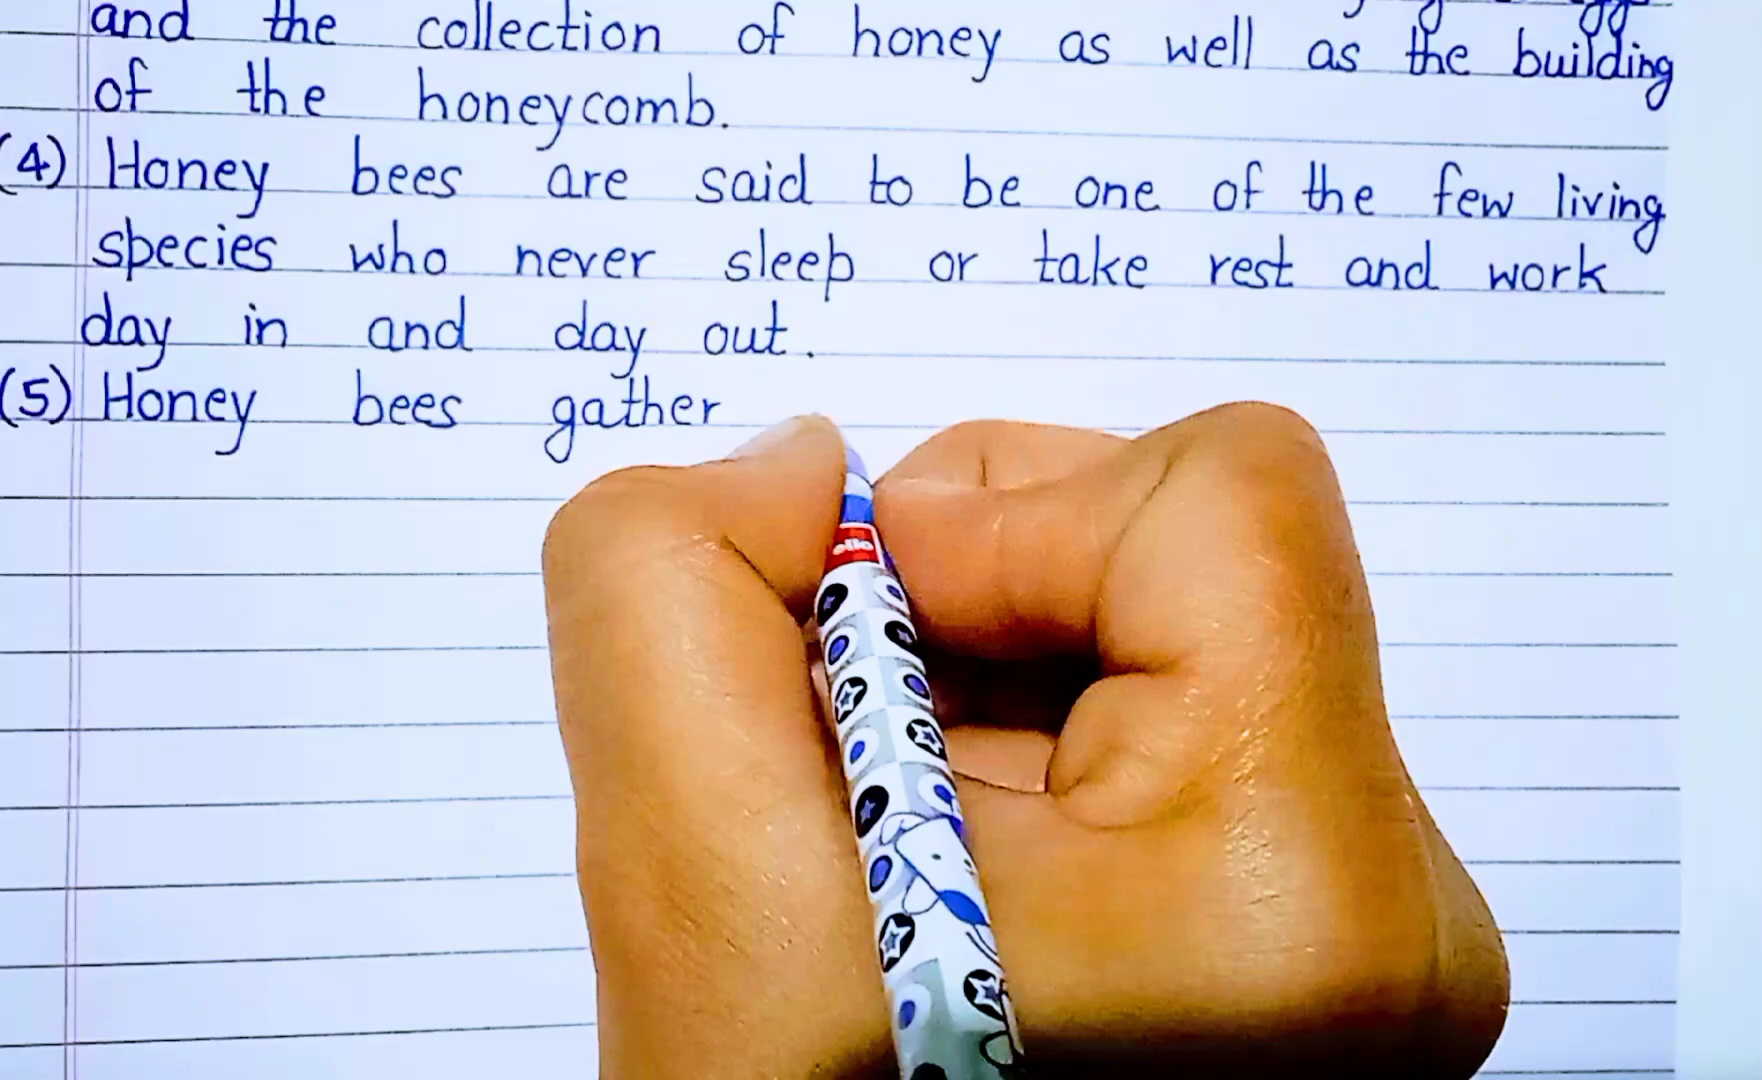 and the collection of honey as well as the building
of the honeycomb.
(4) Honey bees are said to be one of the few living
species who never sleep or take rest and work
day in and day out.
(5) Honey bees gather
ello